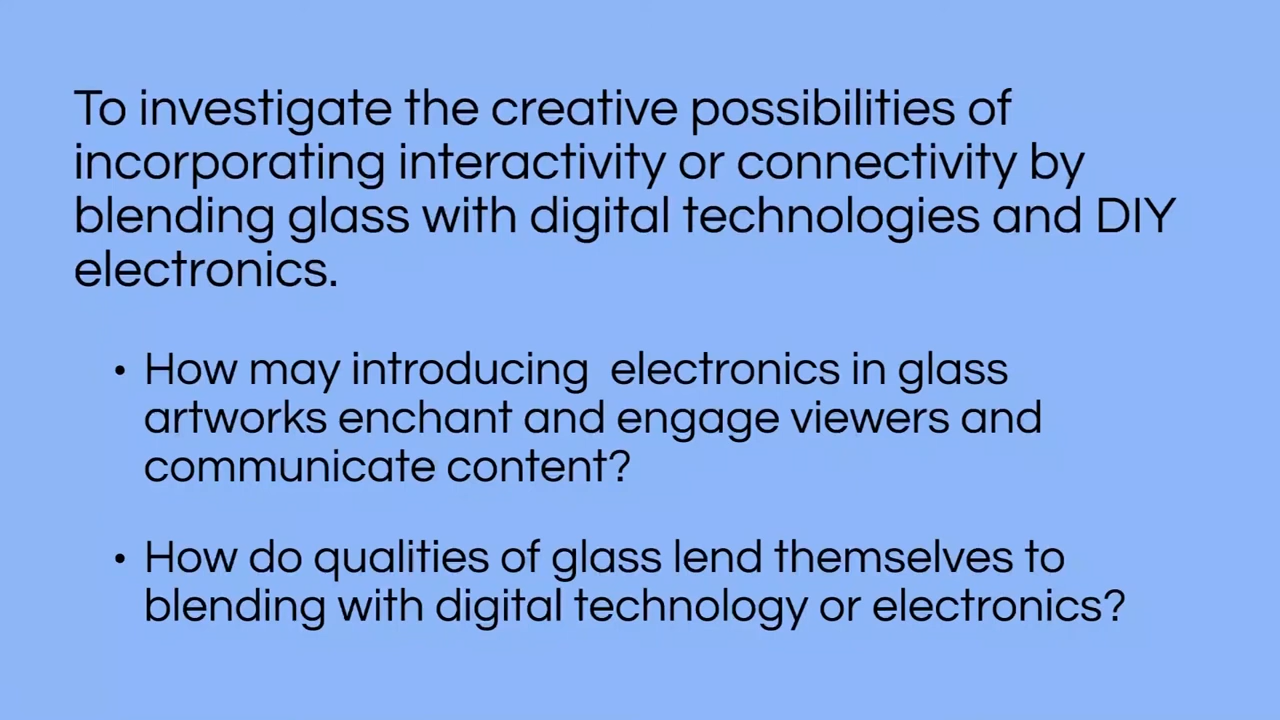 To investigate the creative possibilities of
incorporating interactivity or connectivity by
blending glass with digital technologies and DIY
electronics.
• How may introducing  electronics in glass
artworks enchant and engage viewers and
communicate content?
• How do qualities of glass lend themselves to
blending with digital technology or electronics?